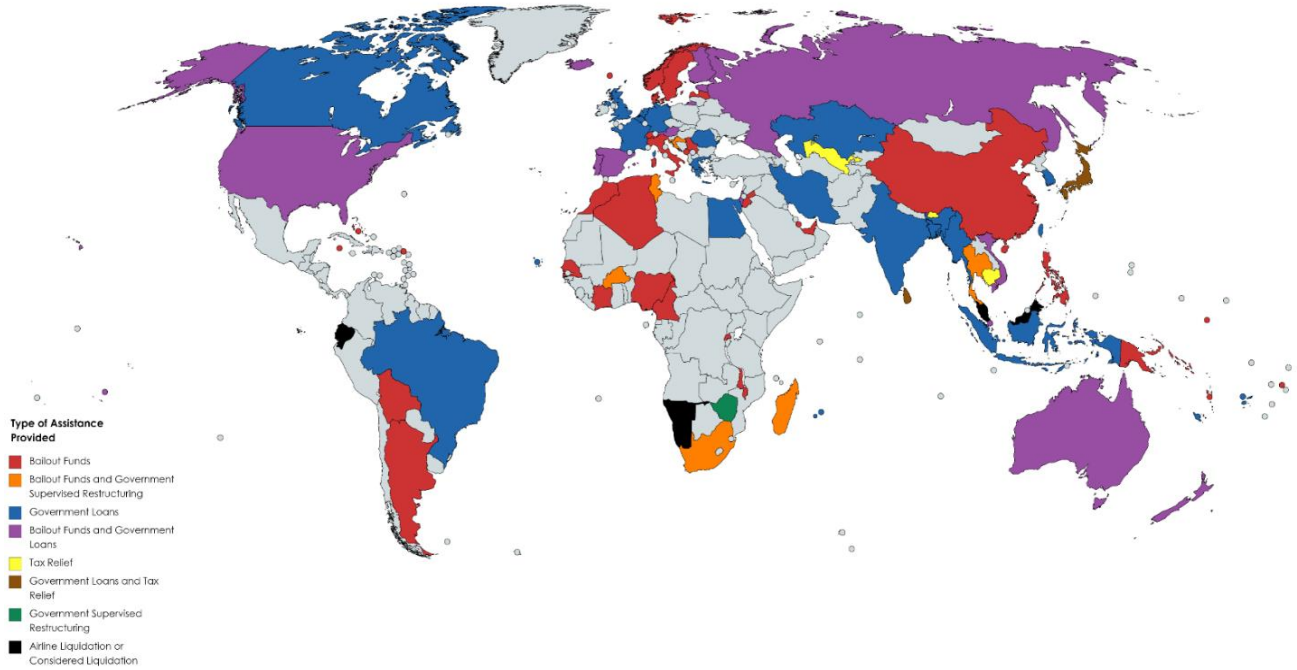 Type of Assistance
Provided
Bailout Funds
Bailout Funds and Government
Supervised Restructuring
Government Loans
Bailout Funds and Government
Loans
Tax Relief
Government Loans and Tax
Relief
Government Supervised
Restructuring
Airline Liquidation or
Considered Liquidation